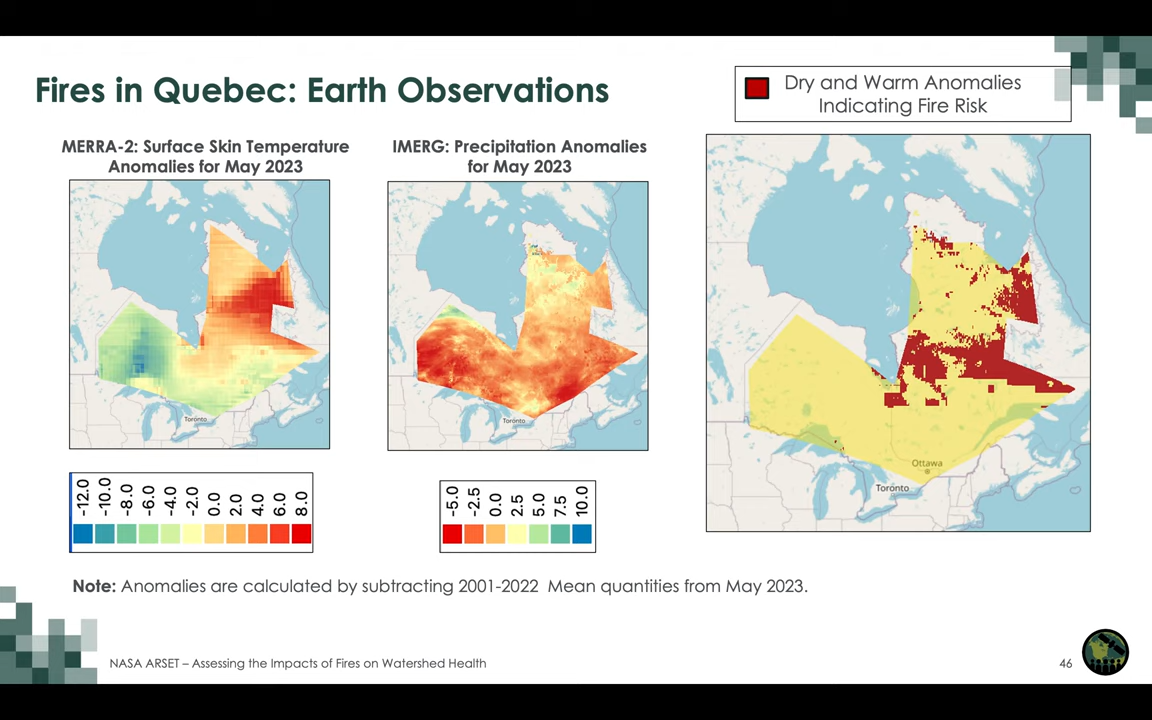 Fires in Quebec: Earth Observations
Dry and Warm Anomalies
Indicating Fire Risk
MERRA-2: Surface Skin Temperature
Anomalies for May 2023
IMERG: Precipitation Anomalies
for May 2023
Toronto
Toronto
Ottawa
Toronto
-12.0
-10.0
-8.0
-6.0
-4.0
-2.0
0.0
2.0
4.0
6.0
8.0
-5.0
-2.5
0.0
2.5
5.0
7.5
10.0
Note: Anomalies are calculated by subtracting 2001-2022 Mean quantities from May 2023.
NASA ARSET – Assessing the Impacts of Fires on Watershed Health
46